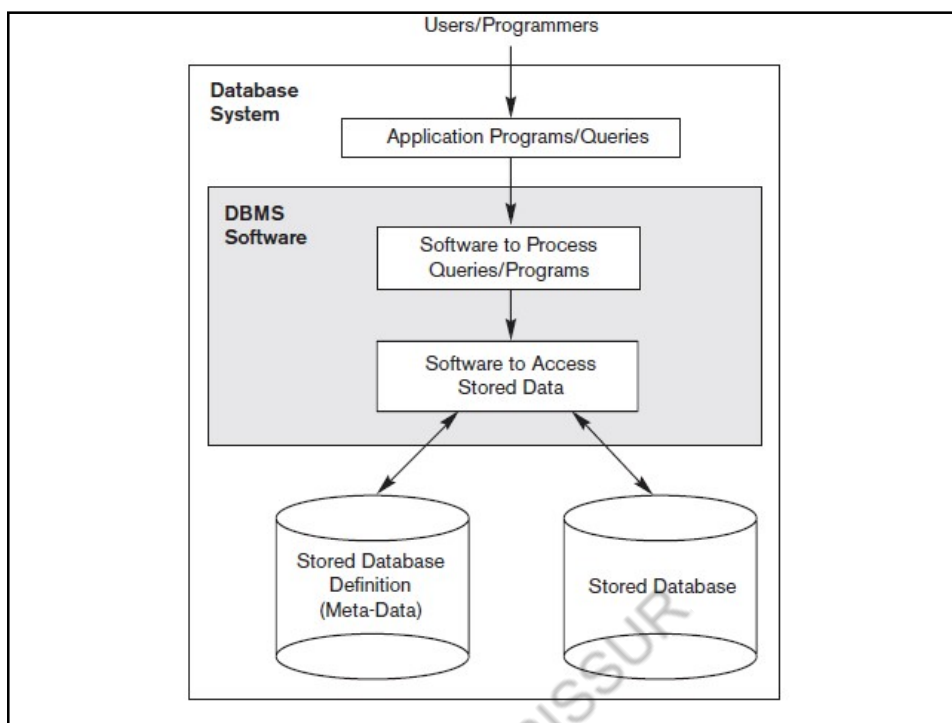 Users/Programmers
Database
System
Application Programs/Queries
DBMS
Software
Software to Process
Queries/Programs
Software to Access
Stored Data
Stored Database
Definition
(Meta-Data)
Stored Database
ISSUR